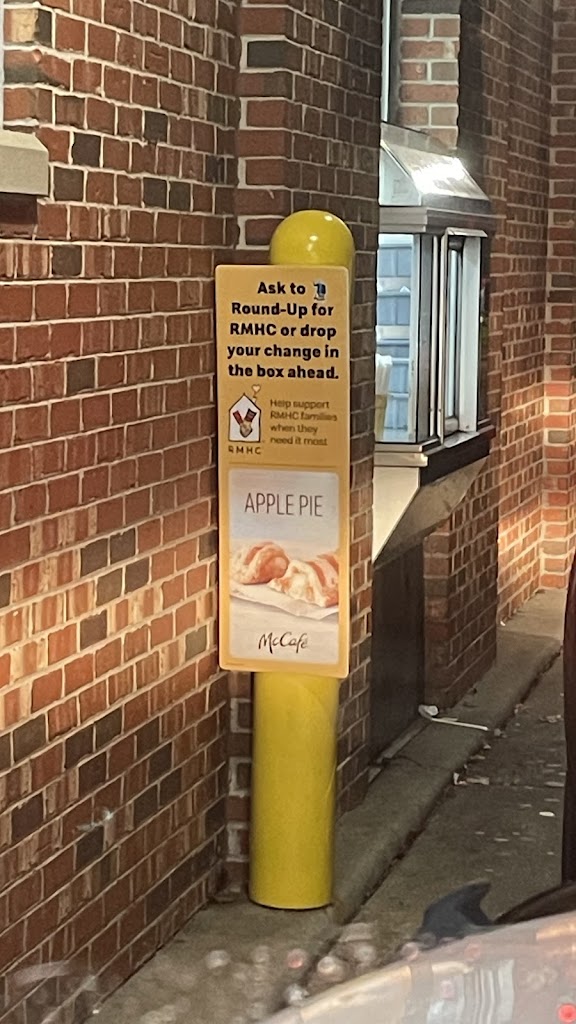 Ask to
Round-Up for
RMHC or drop
your change in
the box ahead.
Help support
RMHC families
when they
need it most
RMHC
APPLE PIE
McCafé